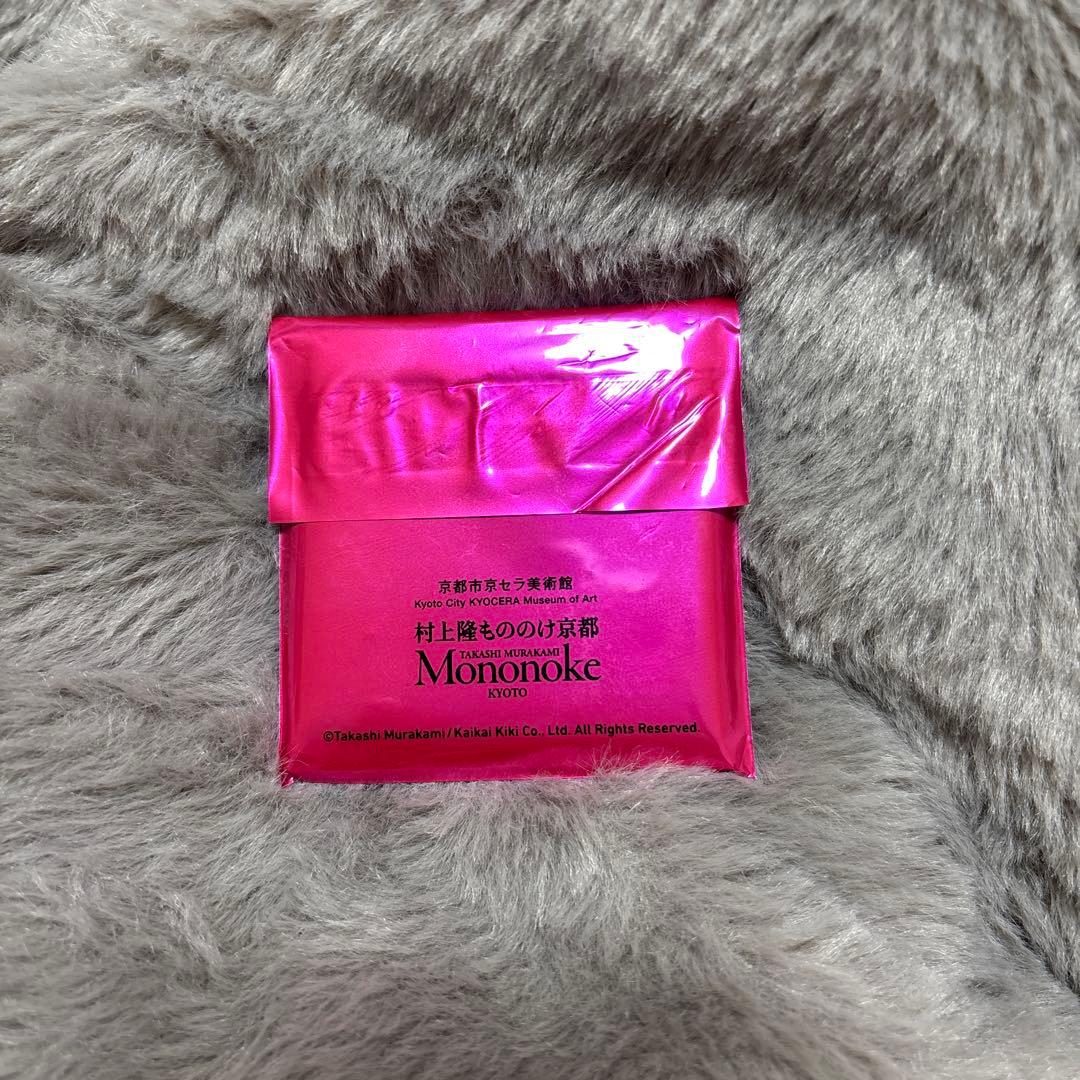 京都市京セラ美術館
Kyoto City KYOCERA Museum of Art
村上隆もののけ京都
TAKASHI MURAKAMI
Mononoke
KYOTO
©Takashi Murakami/Kaikai Kiki Co., Ltd. All Rights Reserved.